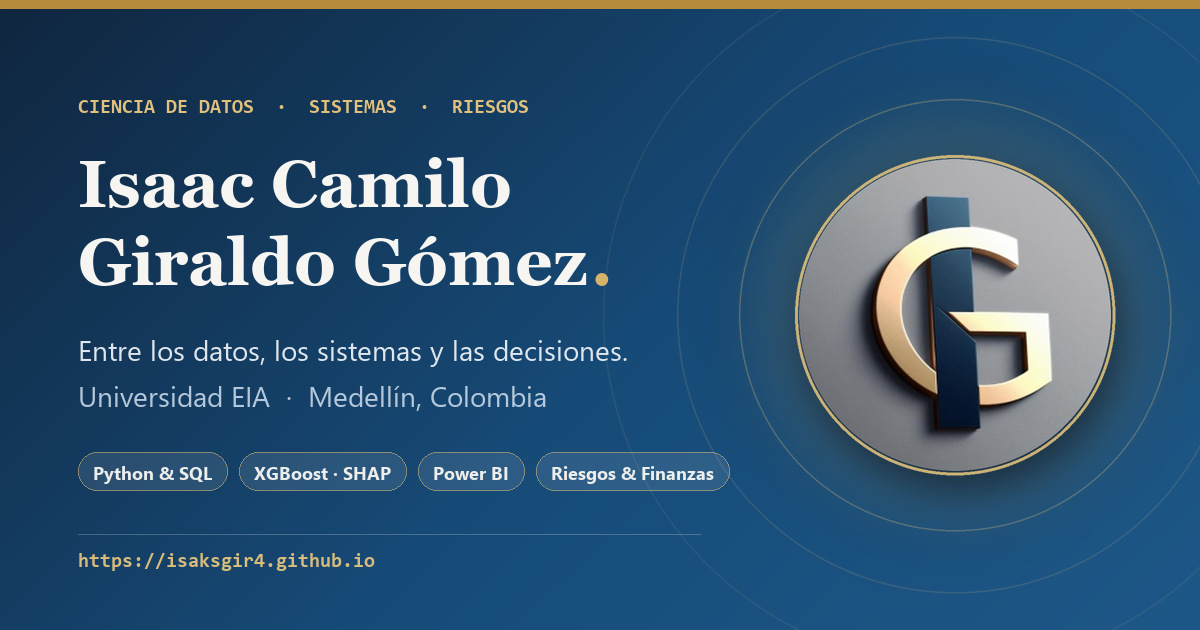 CIENCIA DE DATOS · SISTEMAS · RIESGOS
Isaac Camilo
Giraldo Gómez.
Entre los datos, los sistemas y las decisiones.
Universidad EIA · Medellín, Colombia
Python & SQL
XGBoost · SHAP
Power BI
Riesgos & Finanzas
https://isaksgir4.github.io
IG